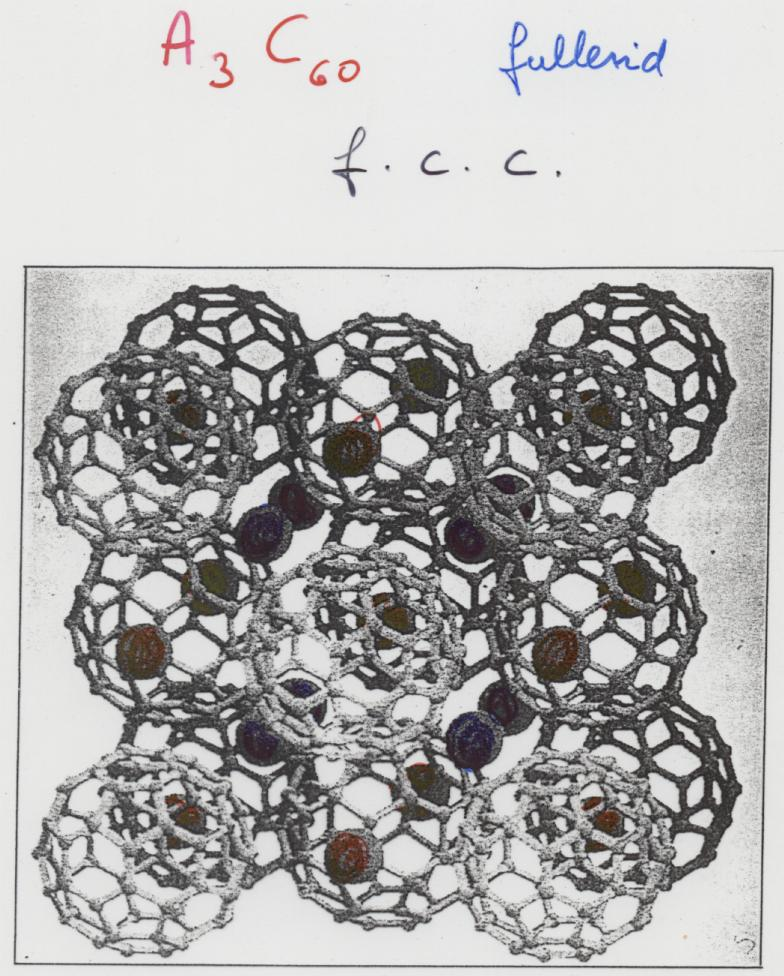 A₃ C₆₀ fullerid
f. c. c.